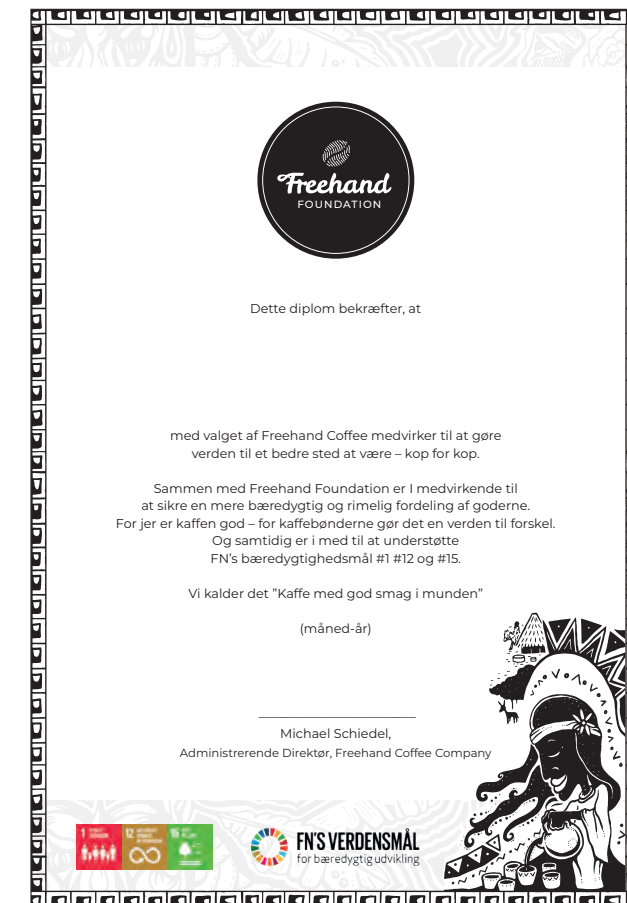 Freehand
FOUNDATION
Dette diplom bekræfter, at
med valget af Freehand Coffee medvirker til at gøre
verden til et bedre sted at være – kop for kop.
Sammen med Freehand Foundation er I medvirkende til
at sikre en mere bæredygtig og rimelig fordeling af goderne.
For jer er kaffen god – for kaffebønderne gør det en verden til forskel.
Og samtidig er i med til at understøtte
FN’s bæredygtighedsmål #1 #12 og #15.
Vi kalder det ”Kaffe med god smag i munden”
(måned-år)
Michael Schiedel,
Administrerende Direktør, Freehand Coffee Company
1 12 15
FN'S VERDENSMÅL
for bæredygtig udvikling